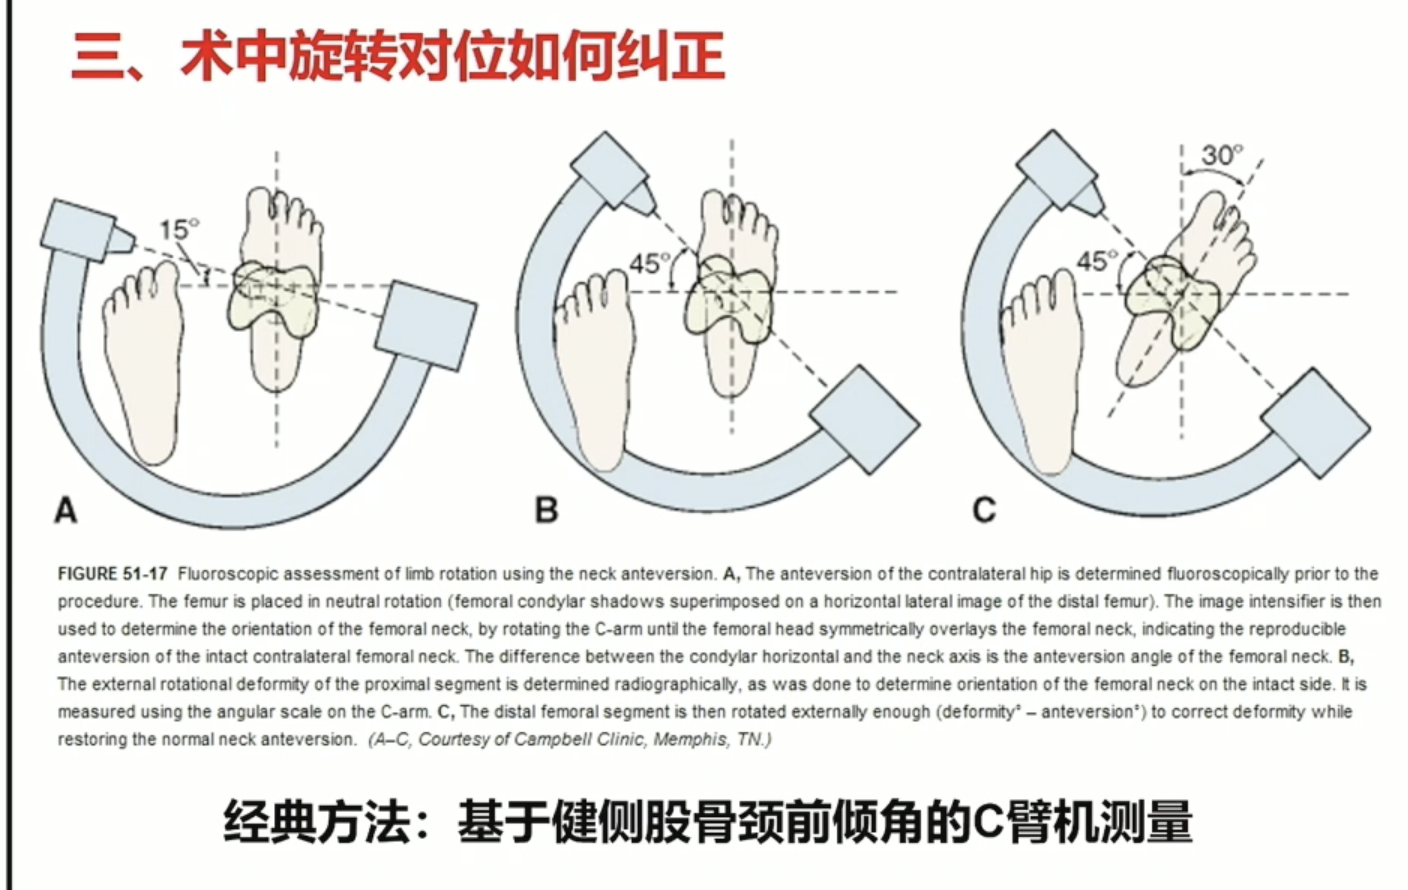 三、术中旋转对位如何纠正
15°
45°
45°
30°
A
B
C
FIGURE 51-17 Fluoroscopic assessment of limb rotation using the neck anteversion. A, The anteversion of the contralateral hip is determined fluoroscopically prior to the
procedure. The femur is placed in neutral rotation (femoral condylar shadows superimposed on a horizontal lateral image of the distal femur). The image intensifier is then
used to determine the orientation of the femoral neck, by rotating the C-arm until the femoral head symmetrically overlays the femoral neck, indicating the reproducible
anteversion of the intact contralateral femoral neck. The difference between the condylar horizontal and the neck axis is the anteversion angle of the femoral neck. B,
The external rotational deformity of the proximal segment is determined radiographically, as was done to determine orientation of the femoral neck on the intact side. It is
measured using the angular scale on the C-arm. C, The distal femoral segment is then rotated externally enough (deformity° – anteversion°) to correct deformity while
restoring the normal neck anteversion. (A–C, Courtesy of Campbell Clinic, Memphis, TN.)
经典方法：基于健侧股骨颈前倾角的C臂机测量